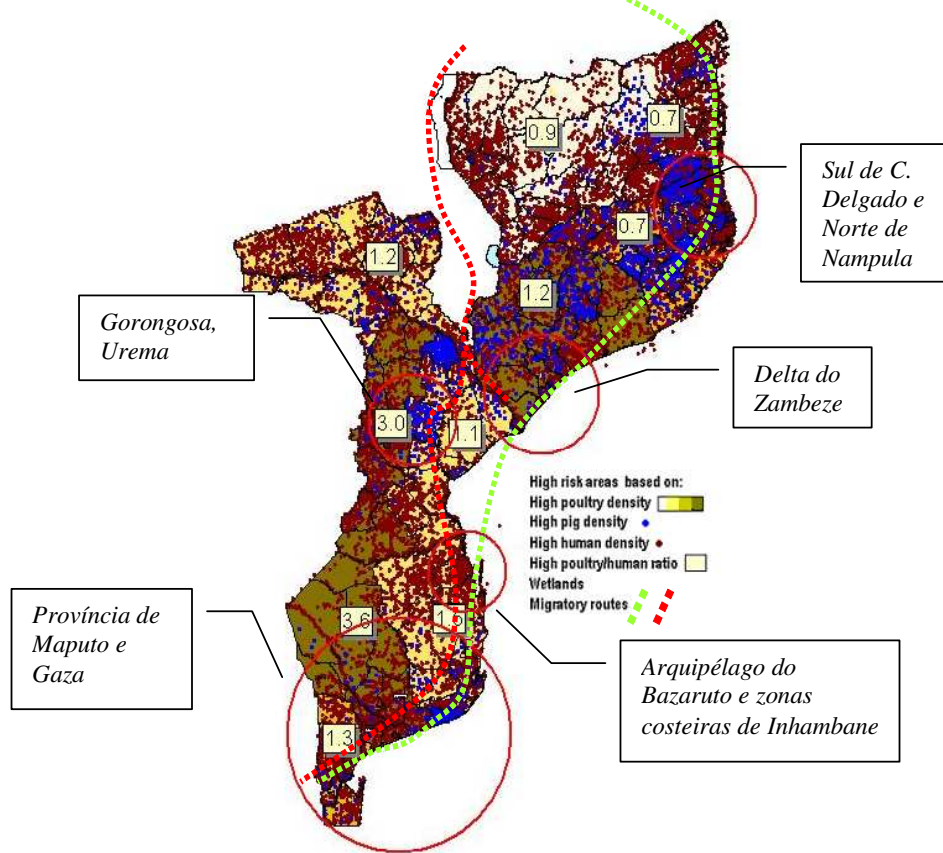 0.9
0.7
Sul de C.
Delgado e
Norte de
Nampula
0.7
1.2
1.2
Gorongosa,
Urema
Delta do
Zambeze
3.0
1.1
High risk areas based on:
High poultry density
High pig density
High human density
High poultry/human ratio
Wetlands
Migratory routes
Província de
Maputo e
Gaza
3.6
1.5
Arquipélago do
Bazaruto e zonas
costeiras de Inhambane
1.3